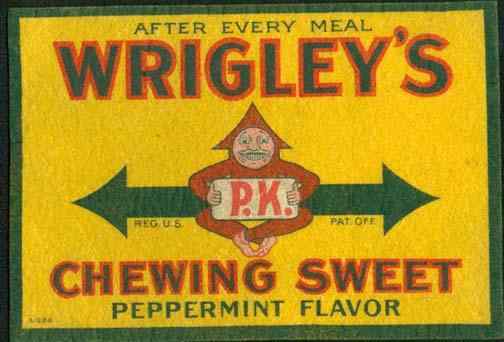 AFTER EVERY MEAL
WRIGLEY'S
P.K.
REG. U.S. PAT. OFF.
CHEWING SWEET
PEPPERMINT FLAVOR